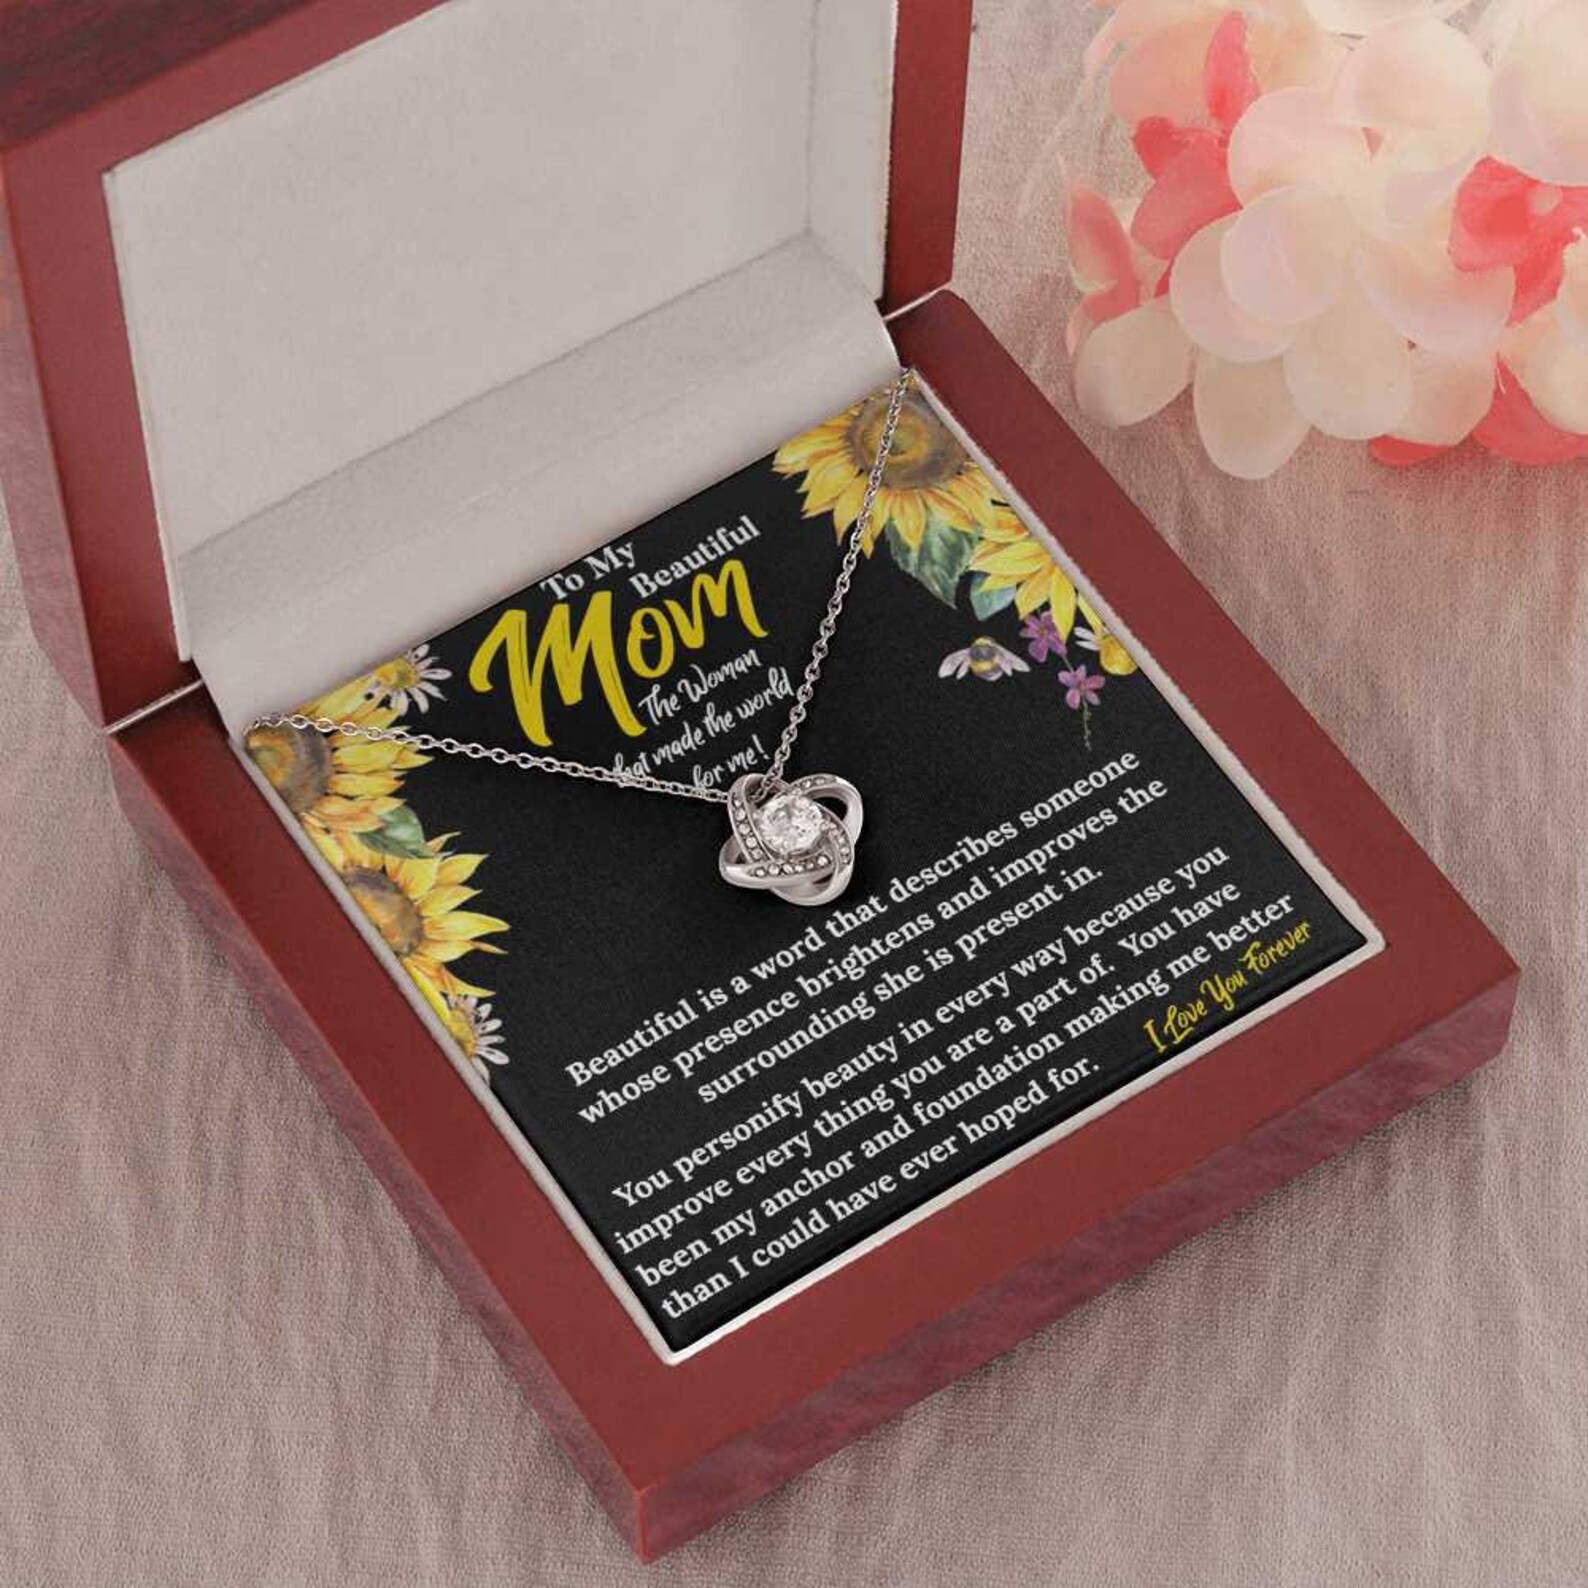 To My
Beautiful
Mom
The Woman
that made the world
for me!
Beautiful is a word that describes someone
whose presence brightens and improves the
surrounding she is present in.
You personify beauty in every way because you
improve every thing you are a part of. You have
been my anchor and foundation making me better
than I could have ever hoped for.
I Love You Forever